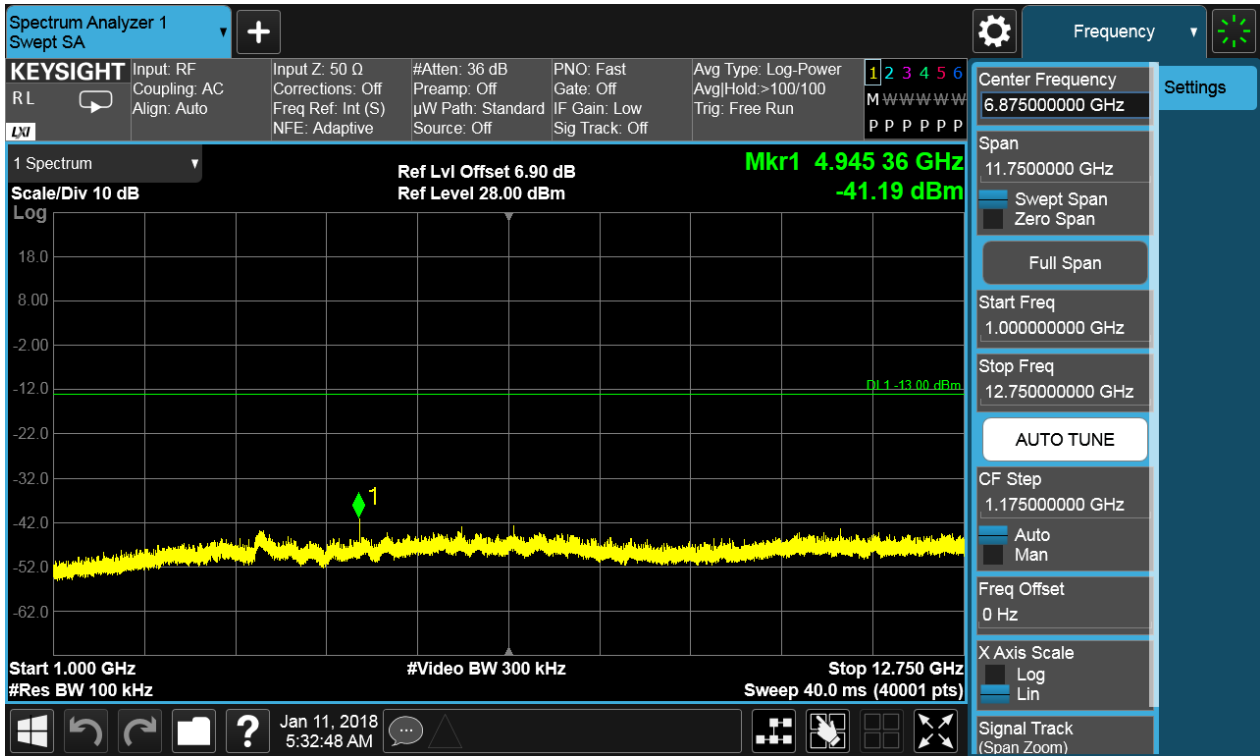 Spectrum Analyzer 1
Swept SA
+
Frequency
KEYSIGHT
R L
LXI
Input: RF
Coupling: AC
Align: Auto
Input Z: 50 Ω
Corrections: Off
Freq Ref: Int (S)
NFE: Adaptive
#Atten: 36 dB
Preamp: Off
µW Path: Standard
Source: Off
PNO: Fast
Gate: Off
IF Gain: Low
Sig Track: Off
Avg Type: Log-Power
Avg|Hold:>100/100
Trig: Free Run
1 2 3 4 5 6
M W W W W W
P P P P P P
1 Spectrum
Scale/Div 10 dB
Ref Lvl Offset 6.90 dB
Ref Level 28.00 dBm
Mkr1 4.945 36 GHz
-41.19 dBm
Log
18.0
8.00
-2.00
-12.0
-22.0
-32.0
-42.0
-52.0
-62.0
DL1 -13.00 dBm
1
Start 1.000 GHz
#Res BW 100 kHz
#Video BW 300 kHz
Stop 12.750 GHz
Sweep 40.0 ms (40001 pts)
Center Frequency
6.875000000 GHz
Span
11.7500000 GHz
Swept Span
Zero Span
Full Span
Start Freq
1.000000000 GHz
Stop Freq
12.750000000 GHz
AUTO TUNE
CF Step
1.175000000 GHz
Auto
Man
Freq Offset
0 Hz
X Axis Scale
Log
Lin
Signal Track
(Span Zoom)
Settings
?
Jan 11, 2018
5:32:48 AM